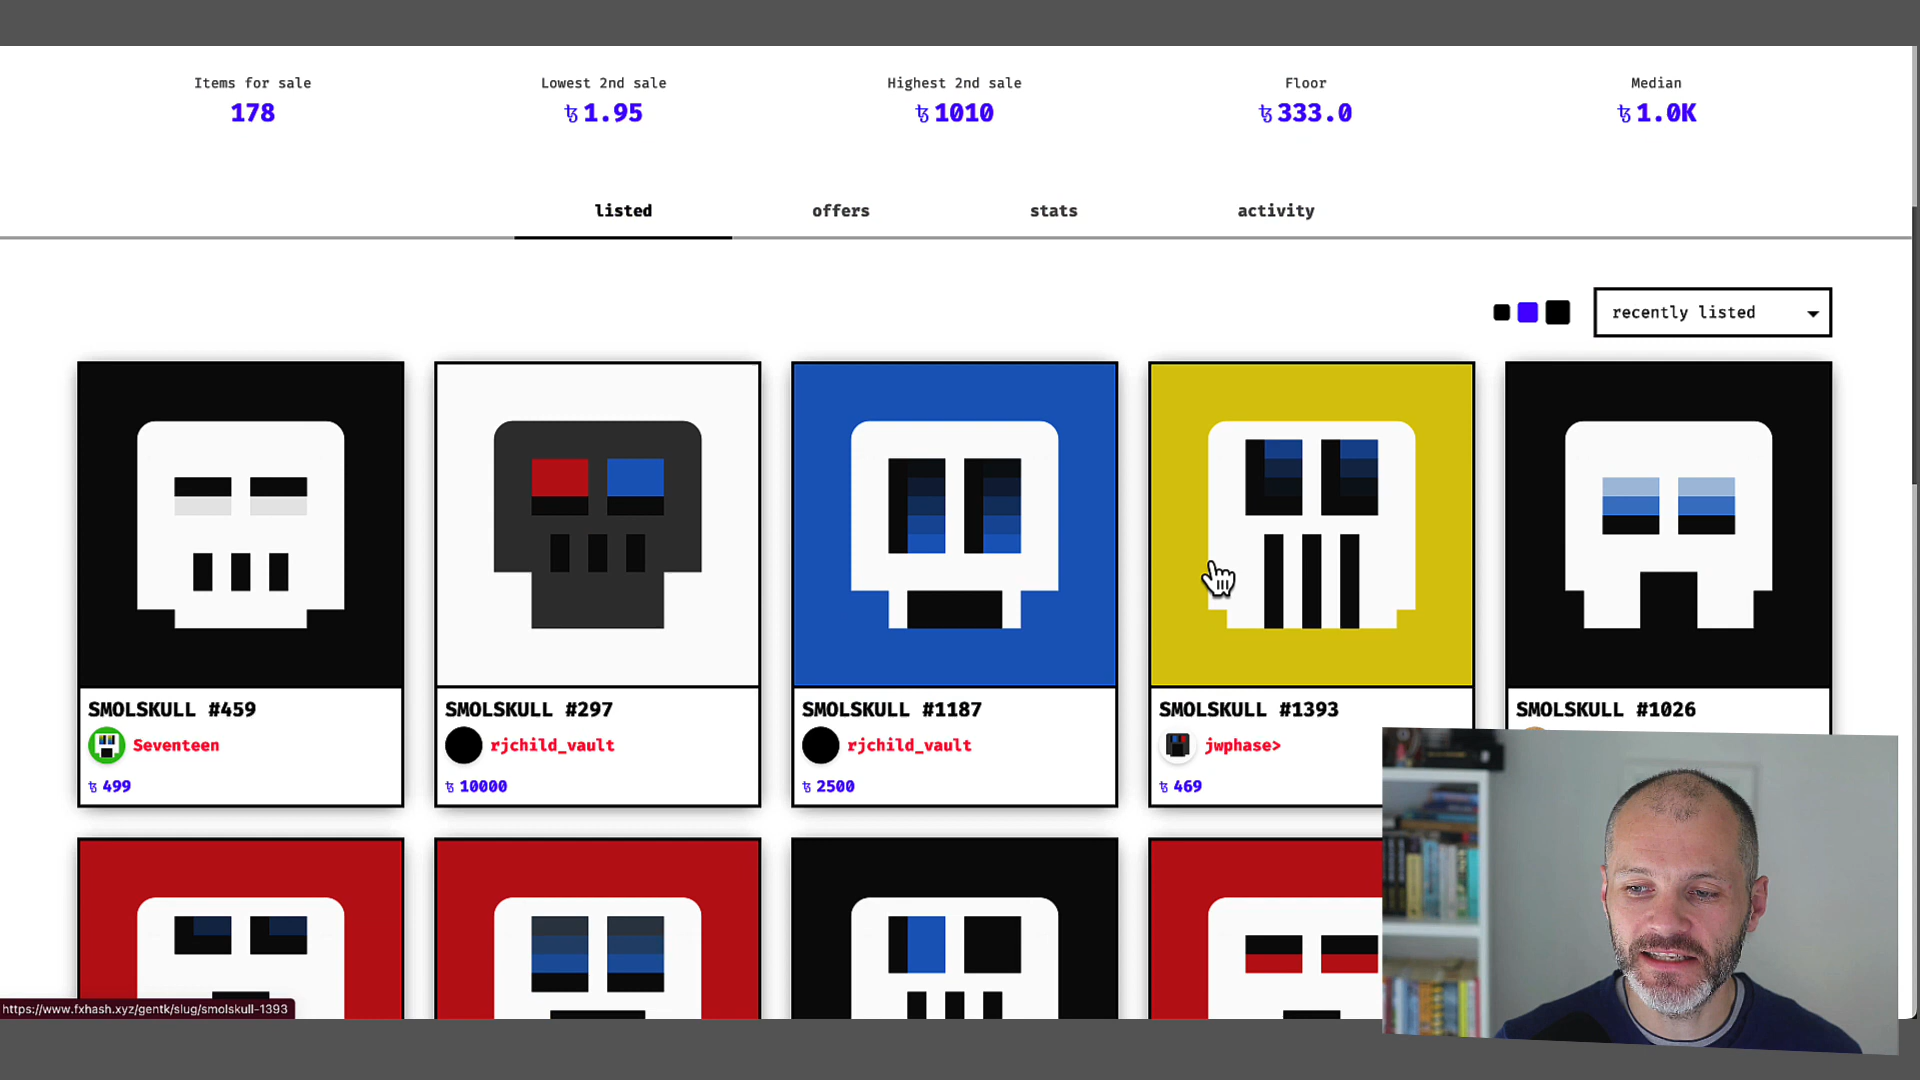 Items for sale
178
Lowest 2nd sale
ꜩ 1.95
Highest 2nd sale
ꜩ 1010
Floor
ꜩ 333.0
Median
ꜩ 1.0K
listed
offers
stats
activity
recently listed
SMOLSKULL #459
Seventeen
ꜩ 499
SMOLSKULL #297
rjchild_vault
ꜩ 10000
SMOLSKULL #1187
rjchild_vault
ꜩ 2500
SMOLSKULL #1393
jwphase>
ꜩ 469
SMOLSKULL #1026
https://www.fxhash.xyz/gentk/slug/smolskull-1393